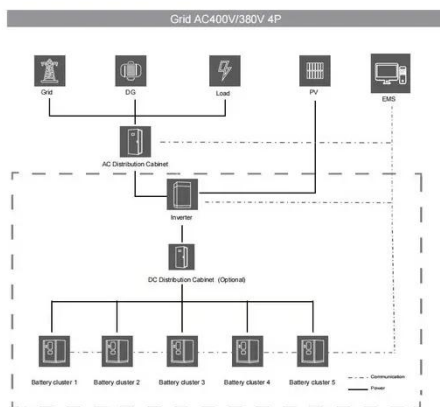 Grid AC400V/380V 4P
Grid
DG
Load
PV
EMS
AC Distribution Cabinet
Inverter
DC Distribution Cabinet (Optional)
Battery cluster 1
Battery cluster 2
Battery cluster 3
Battery cluster 4
Battery cluster 5
Communication
Power